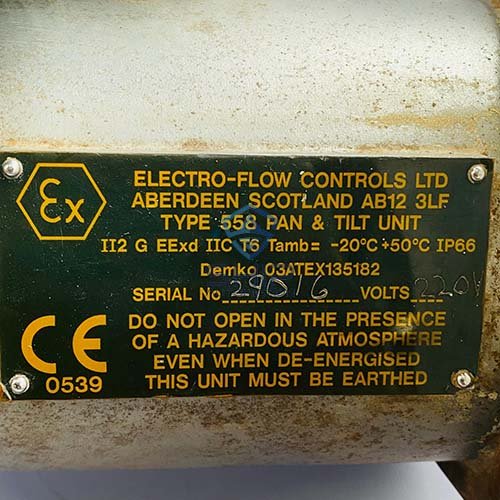 Ex
ELECTRO-FLOW CONTROLS LTD
ABERDEEN SCOTLAND AB12 3LF
TYPE 558 PAN & TILT UNIT
II2 G EExd IIC T6 Tamb= -20°C÷50°C IP66
Demko 03ATEX135182
SERIAL No 29016 VOLTS 220V
CE
0539
DO NOT OPEN IN THE PRESENCE
OF A HAZARDOUS ATMOSPHERE
EVEN WHEN DE-ENERGISED
THIS UNIT MUST BE EARTHED